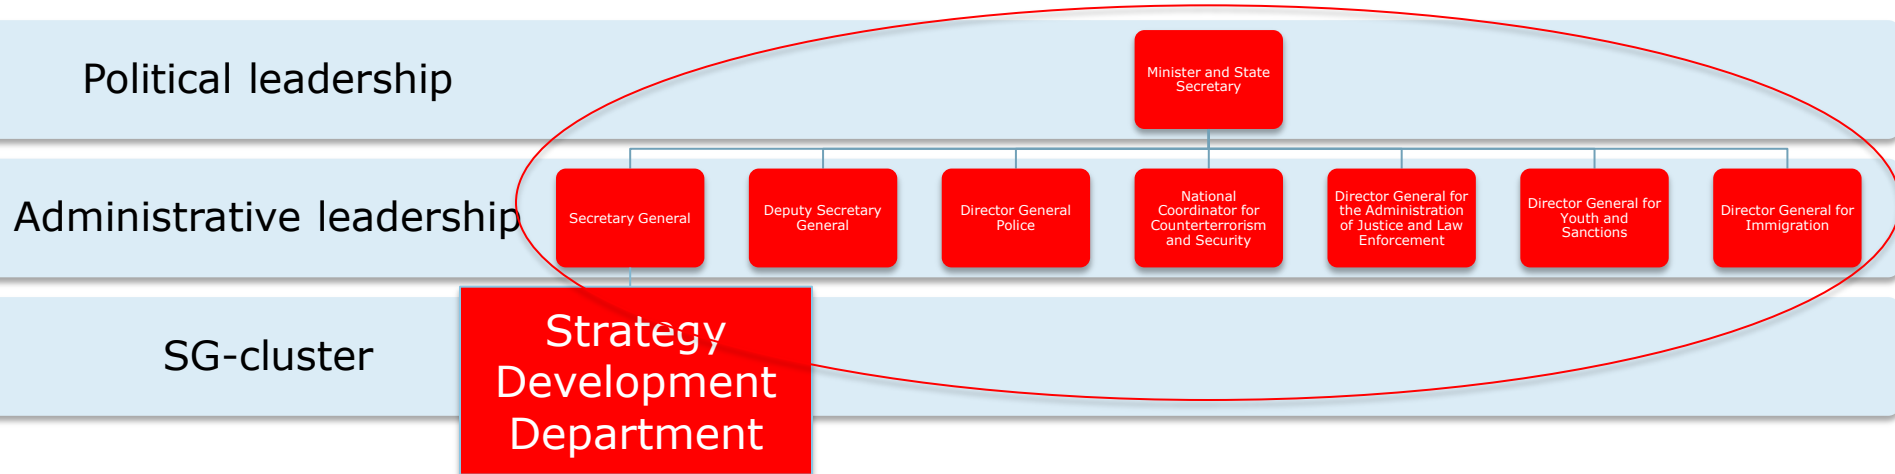 Political leadership
Minister and State
Secretary
Administrative leadership
Secretary General
Deputy Secretary
General
Director General
Police
National
Coordinator for
Counterterrorism
and Security
Director General for
the Administration
of Justice and Law
Enforcement
Director General for
Youth and
Sanctions
Director General for
Immigration
SG-cluster
Strategy
Development
Department